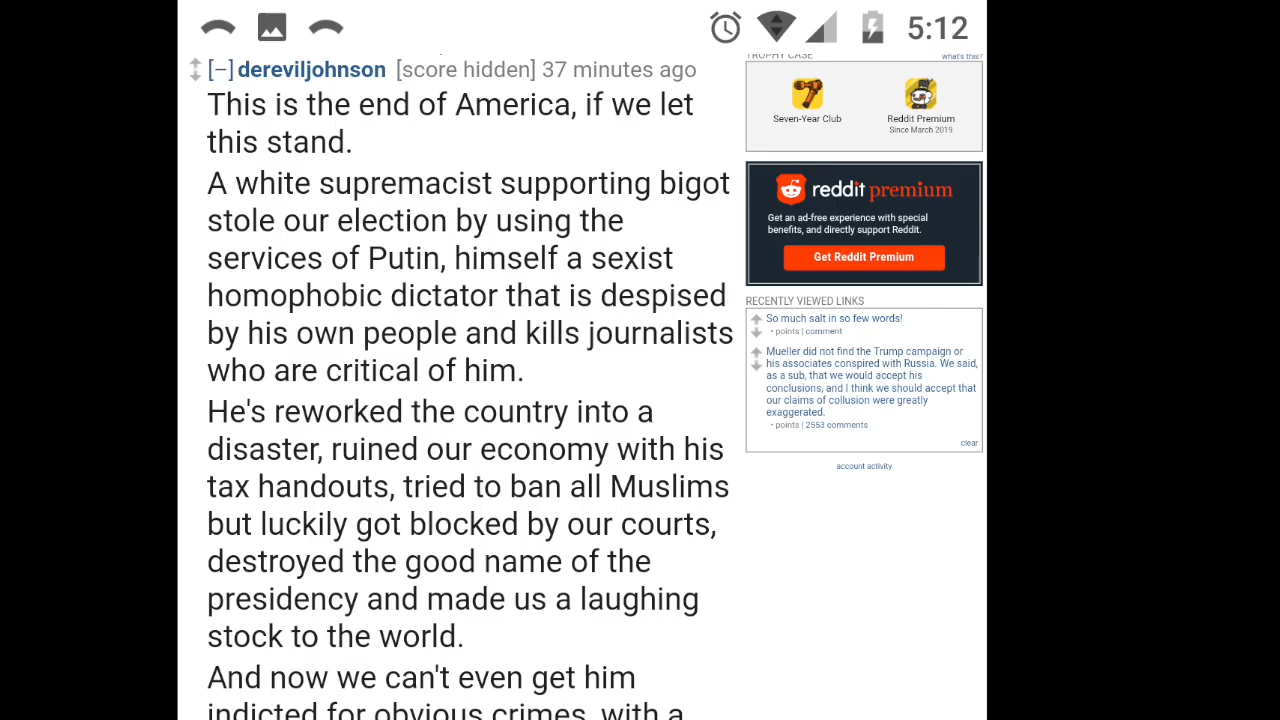 5:12
[–] dereviljohnson [score hidden] 37 minutes ago
This is the end of America, if we let
this stand.
A white supremacist supporting bigot
stole our election by using the
services of Putin, himself a sexist
homophobic dictator that is despised
by his own people and kills journalists
who are critical of him.
He's reworked the country into a
disaster, ruined our economy with his
tax handouts, tried to ban all Muslims
but luckily got blocked by our courts,
destroyed the good name of the
presidency and made us a laughing
stock to the world.
And now we can't even get him
indicted for obvious crimes, with a
TROPHY CASE
what's this?
Seven-Year Club
Reddit Premium
Since March 2019
reddit premium
Get an ad-free experience with special
benefits, and directly support Reddit.
Get Reddit Premium
RECENTLY VIEWED LINKS
So much salt in so few words!
• points | comment
Mueller did not find the Trump campaign or
his associates conspired with Russia. We said,
as a sub, that we would accept his
conclusions, and I think we should accept that
our claims of collusion were greatly
exaggerated.
• points | 2553 comments
clear
account activity